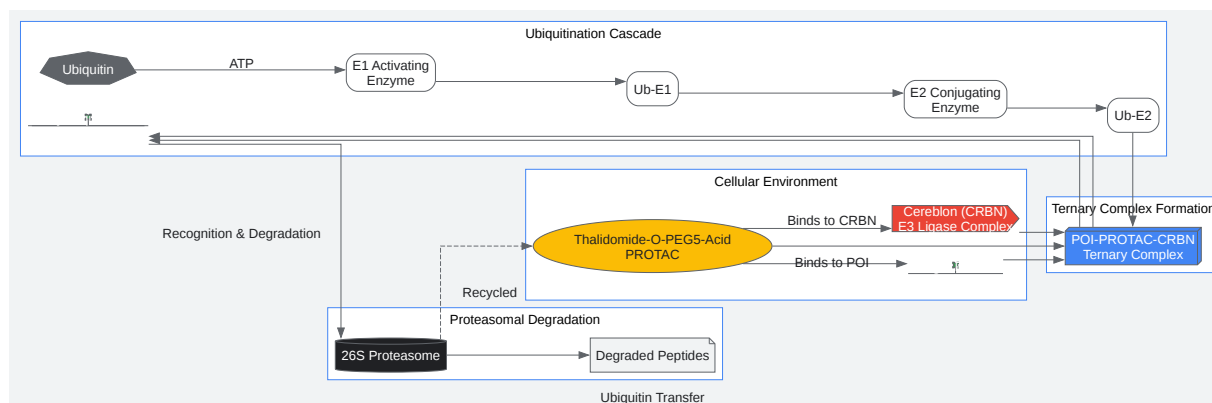 Ubiquitination Cascade
Ubiquitin
ATP
E1 Activating
Enzyme
Ub-E1
E2 Conjugating
Enzyme
Ub-E2
Cellular Environment
Thalidomide-O-PEG5-Acid
PROTAC
Binds to CRBN
Binds to POI
Cereblon (CRBN)
E3 Ligase Complex
Ternary Complex Formation
POI-PROTAC-CRBN
Ternary Complex
Recognition & Degradation
Recycled
Proteasomal Degradation
26S Proteasome
Degraded Peptides
Ubiquitin Transfer